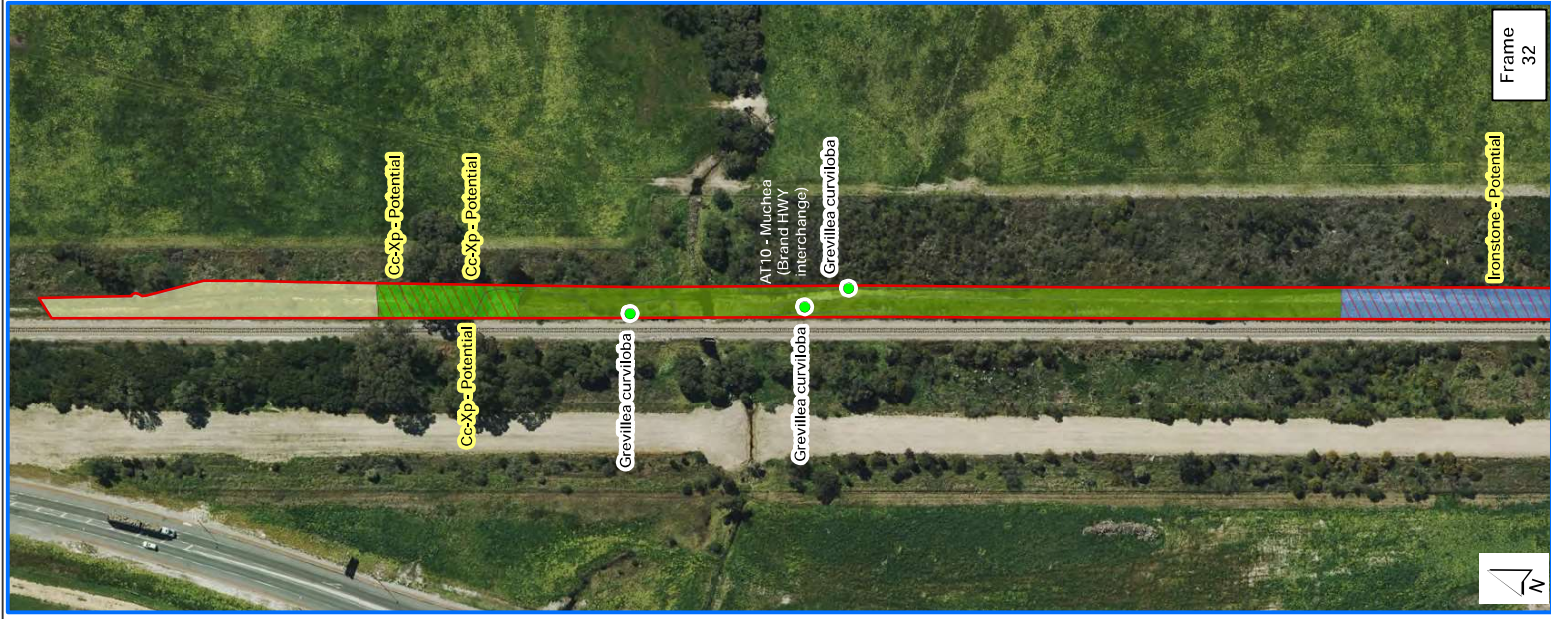 Frame
32
Cc-Xp - Potential
Cc-Xp - Potential
AT10 - Muchea
(Brand HWY
interchange)
Grevillea curviloba
Ironstone - Potential
Cc-Xp - Potential
Grevillea curviloba
Grevillea curviloba
N